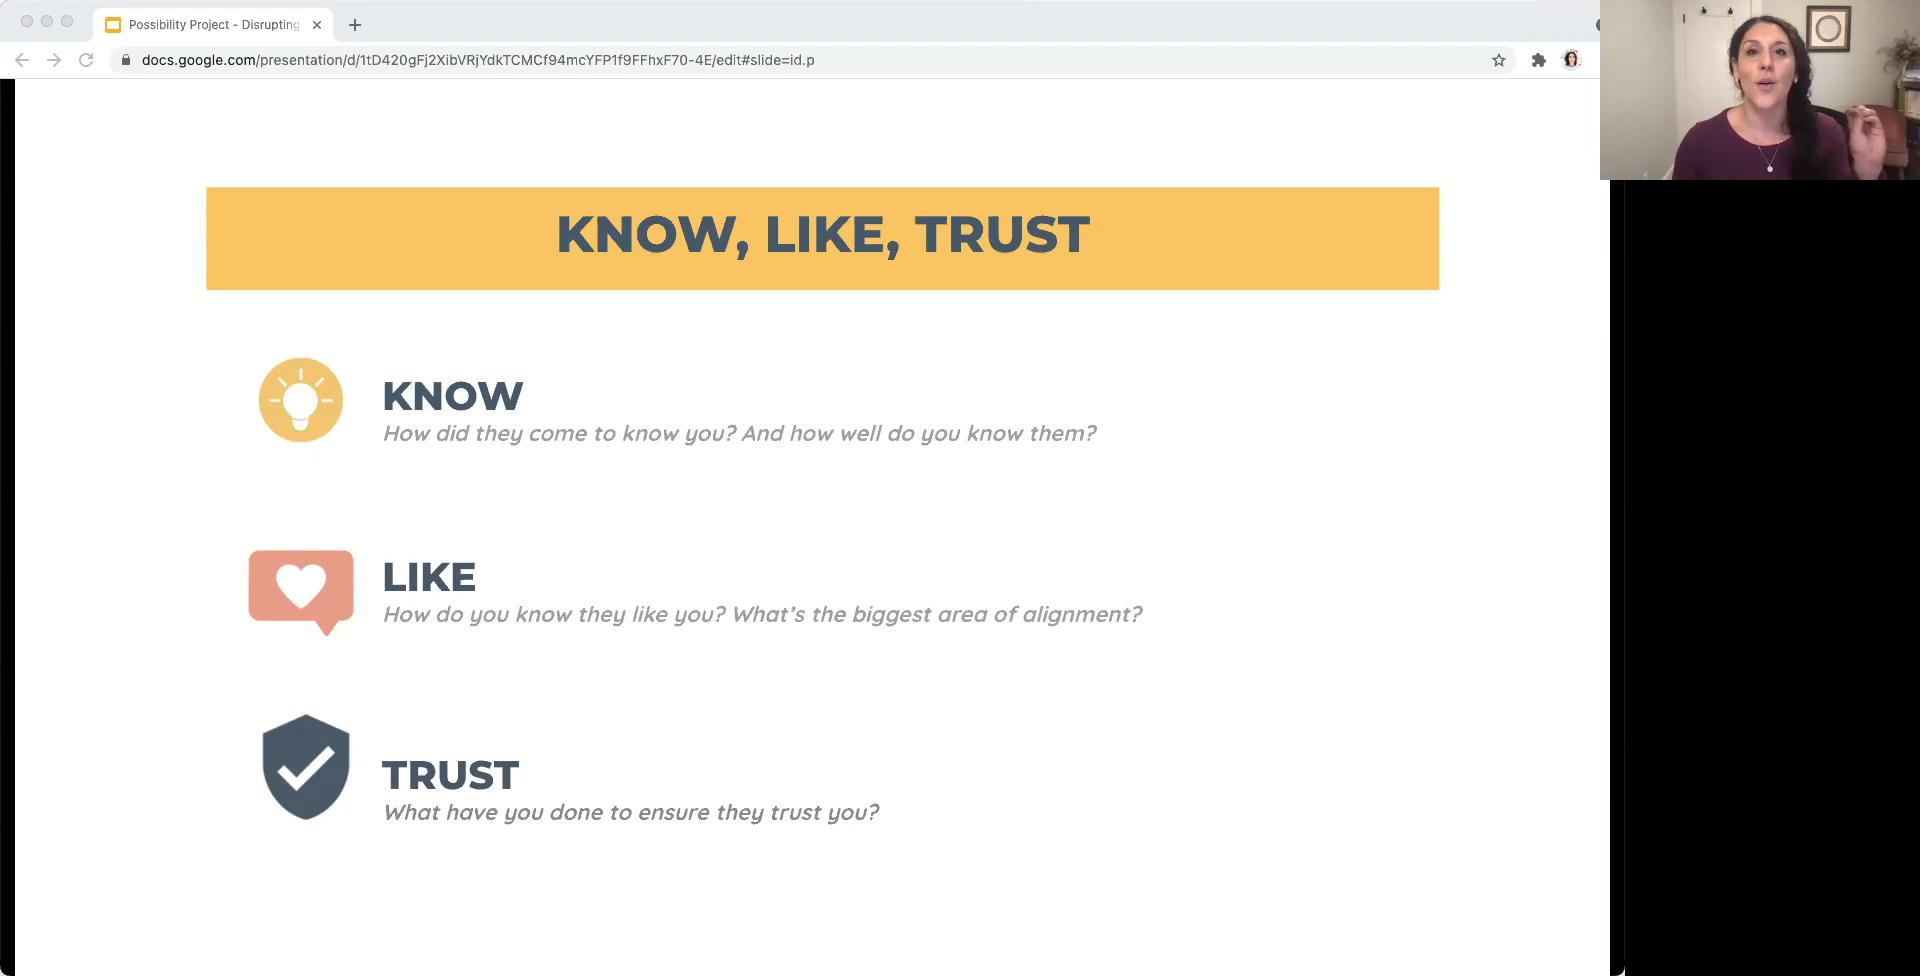 Possibility Project - Disrupting
docs.google.com/presentation/d/1tD420gFj2XibVRjYdkTCMCf94mcYFP1f9FFhxF70-4E/edit#slide=id.p
KNOW, LIKE, TRUST
KNOW
How did they come to know you? And how well do you know them?
LIKE
How do you know they like you? What's the biggest area of alignment?
TRUST
What have you done to ensure they trust you?